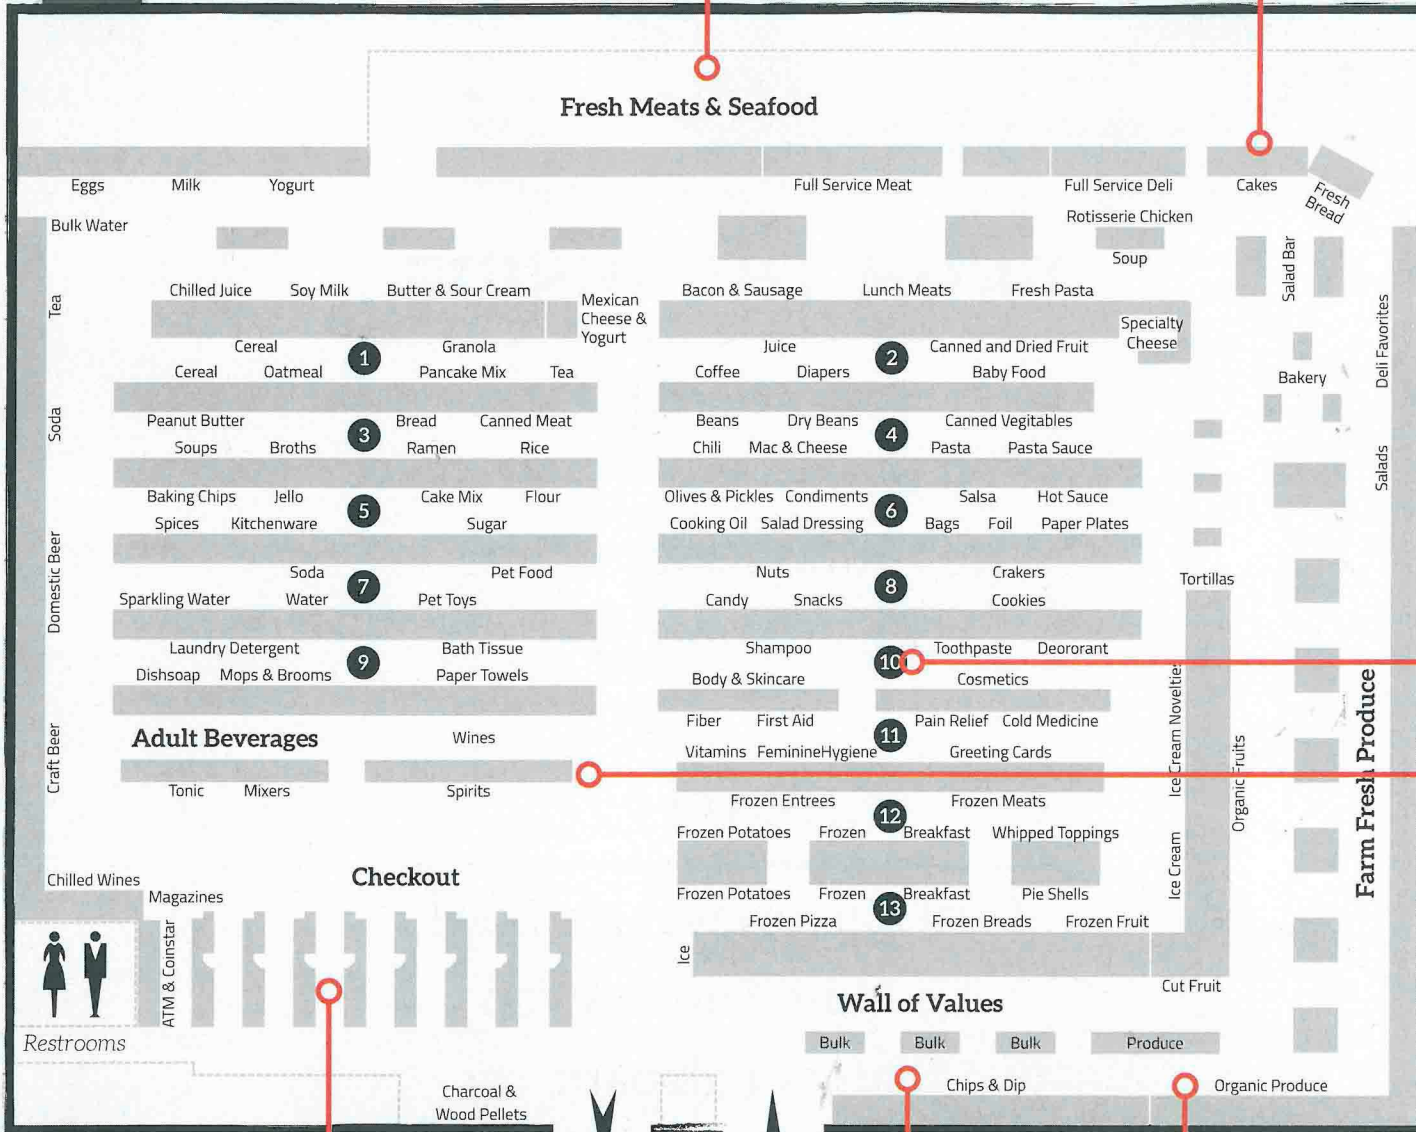 Fresh Meats & Seafood
Eggs
Milk
Yogurt
Full Service Meat
Full Service Deli
Cakes
Fresh
Bread
Bulk Water
Rotisserie Chicken
Soup
Salad Bar
Chilled Juice
Soy Milk
Butter & Sour Cream
Mexican
Cheese &
Yogurt
Bacon & Sausage
Lunch Meats
Fresh Pasta
Specialty
Cheese
Tea
Cereal
1
Granola
Juice
2
Canned and Dried Fruit
Deli Favorites
Cereal
Oatmeal
Pancake Mix
Tea
Coffee
Diapers
Baby Food
Bakery
Soda
Peanut Butter
3
Bread
Canned Meat
Beans
Dry Beans
4
Canned Vegitables
Soups
Broths
Ramen
Rice
Chili
Mac & Cheese
Pasta
Pasta Sauce
Salads
Baking Chips
Jello
5
Cake Mix
Flour
Olives & Pickles
Condiments
6
Salsa
Hot Sauce
Spices
Kitchenware
Sugar
Cooking Oil
Salad Dressing
Bags
Foil
Paper Plates
Domestic Beer
Soda
7
Pet Food
Nuts
8
Crakers
Tortillas
Sparkling Water
Water
Pet Toys
Candy
Snacks
Cookies
Laundry Detergent
9
Bath Tissue
Shampoo
10
Toothpaste
Deororant
Dishsoap
Mops & Brooms
Paper Towels
Body & Skincare
Cosmetics
Ice Cream Novelties
Farm Fresh Produce
Craft Beer
Adult Beverages
Wines
Fiber
First Aid
11
Pain Relief
Cold Medicine
Vitamins
FeminineHygiene
Greeting Cards
Organic Fruits
Tonic
Mixers
Spirits
Frozen Entrees
12
Frozen Meats
Frozen Potatoes
Frozen
Breakfast
Whipped Toppings
Ice Cream
Chilled Wines
Magazines
Checkout
Frozen Potatoes
Frozen
13
Breakfast
Pie Shells
Frozen Pizza
Frozen Breads
Frozen Fruit
ATM & Coinstar
Ice
Cut Fruit
Wall of Values
Restrooms
Bulk
Bulk
Bulk
Produce
Charcoal &
Wood Pellets
Chips & Dip
Organic Produce